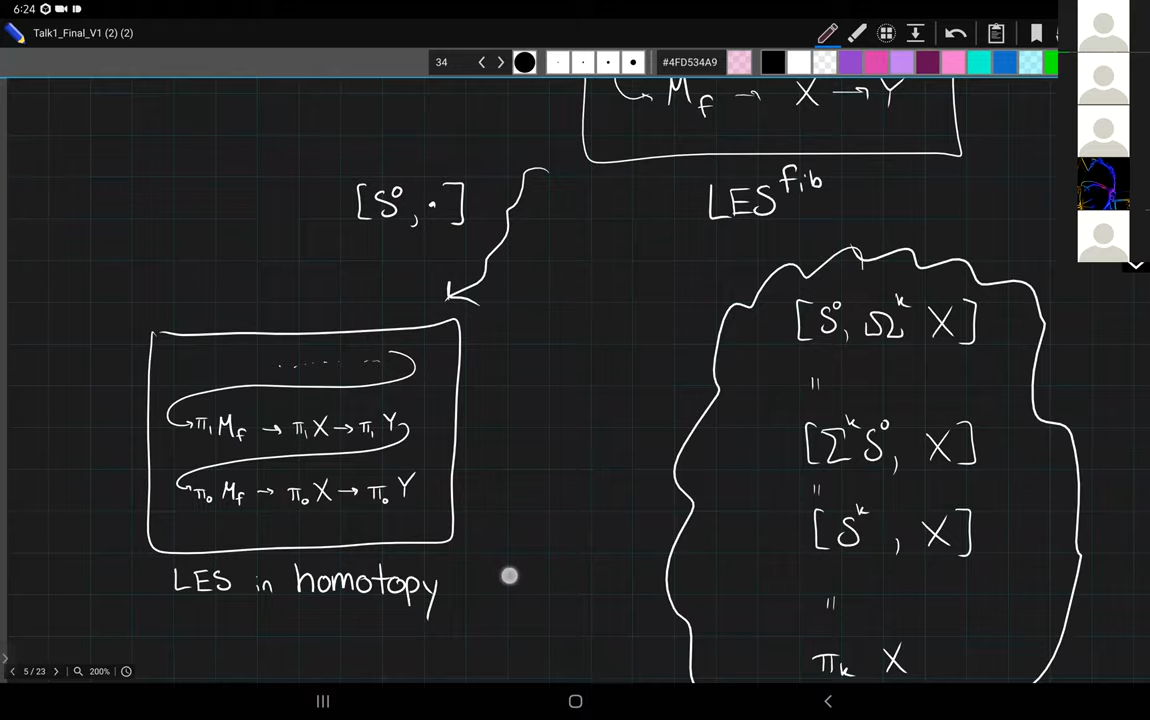 6:24
Talk1_Final_V1 (2) (2)
34
#4FD534A9
M_f → X → Y
LES^fib
[S⁰, ·]
[S⁰, Ω^k X]
"
[Σ^k S⁰, X]
"
[S^k, X]
"
π_k X
π₁ M_f → π₁ X → π₁ Y
π₀ M_f → π₀ X → π₀ Y
LES in homotopy
5 / 23
200%